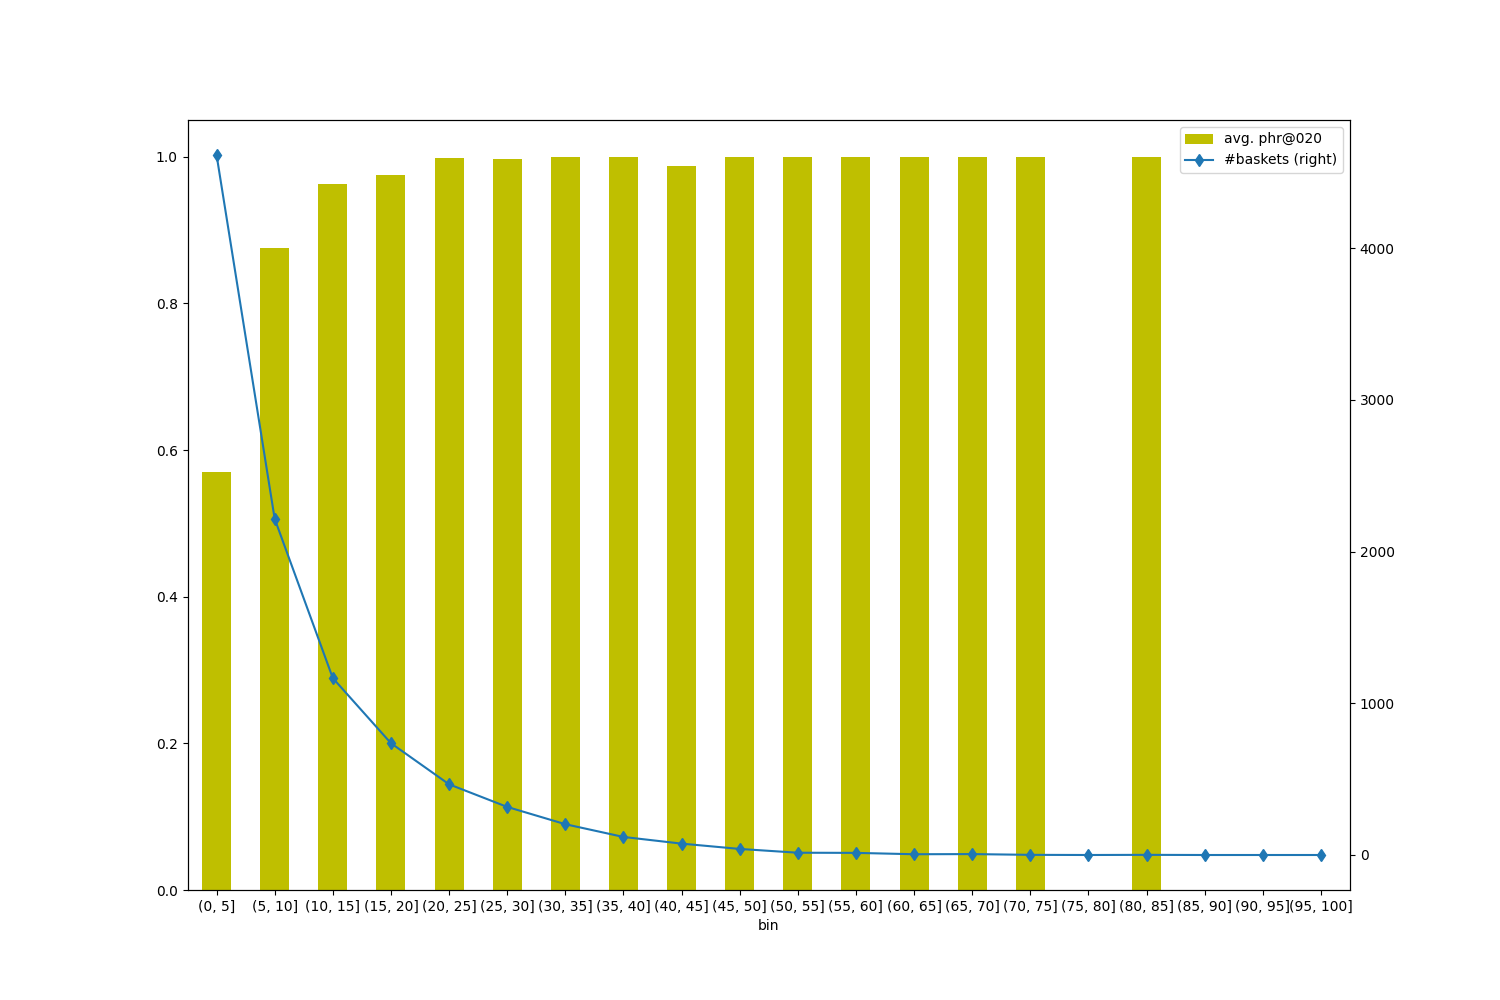 avg. phr@020
#baskets (right)
1.0
0.8
0.6
0.4
0.2
0.0
4000
3000
2000
1000
0
(0, 5] (5, 10] (10, 15] (15, 20] (20, 25] (25, 30] (30, 35] (35, 40] (40, 45] (45, 50] (50, 55] (55, 60] (60, 65] (65, 70] (70, 75] (75, 80] (80, 85] (85, 90] (90, 95] (95, 100]
bin